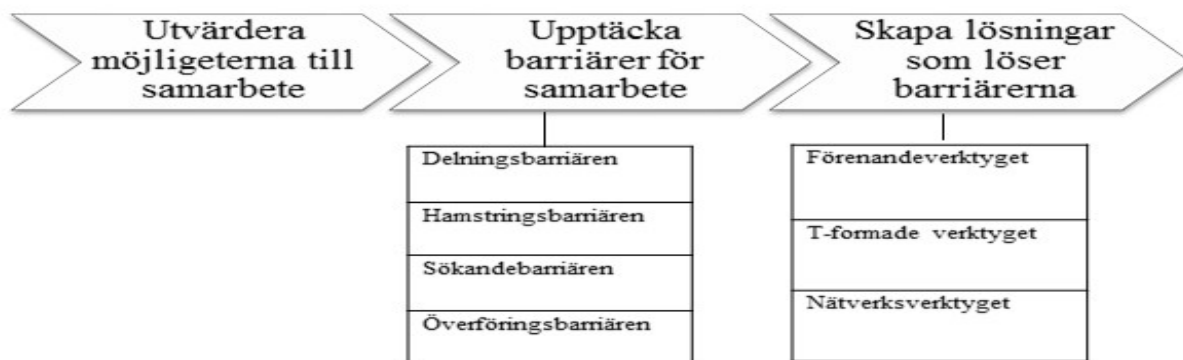 Utvärdera
möjligeterna till
samarbete
Upptäcka
barriärer för
samarbete
Skapa lösningar
som löser
barriärerna
Delningsbarriären
Hamstringsbarriären
Sökandebarriären
Överföringsbarriären
Förenandeverktyget
T-formade verktyget
Nätverksverktyget